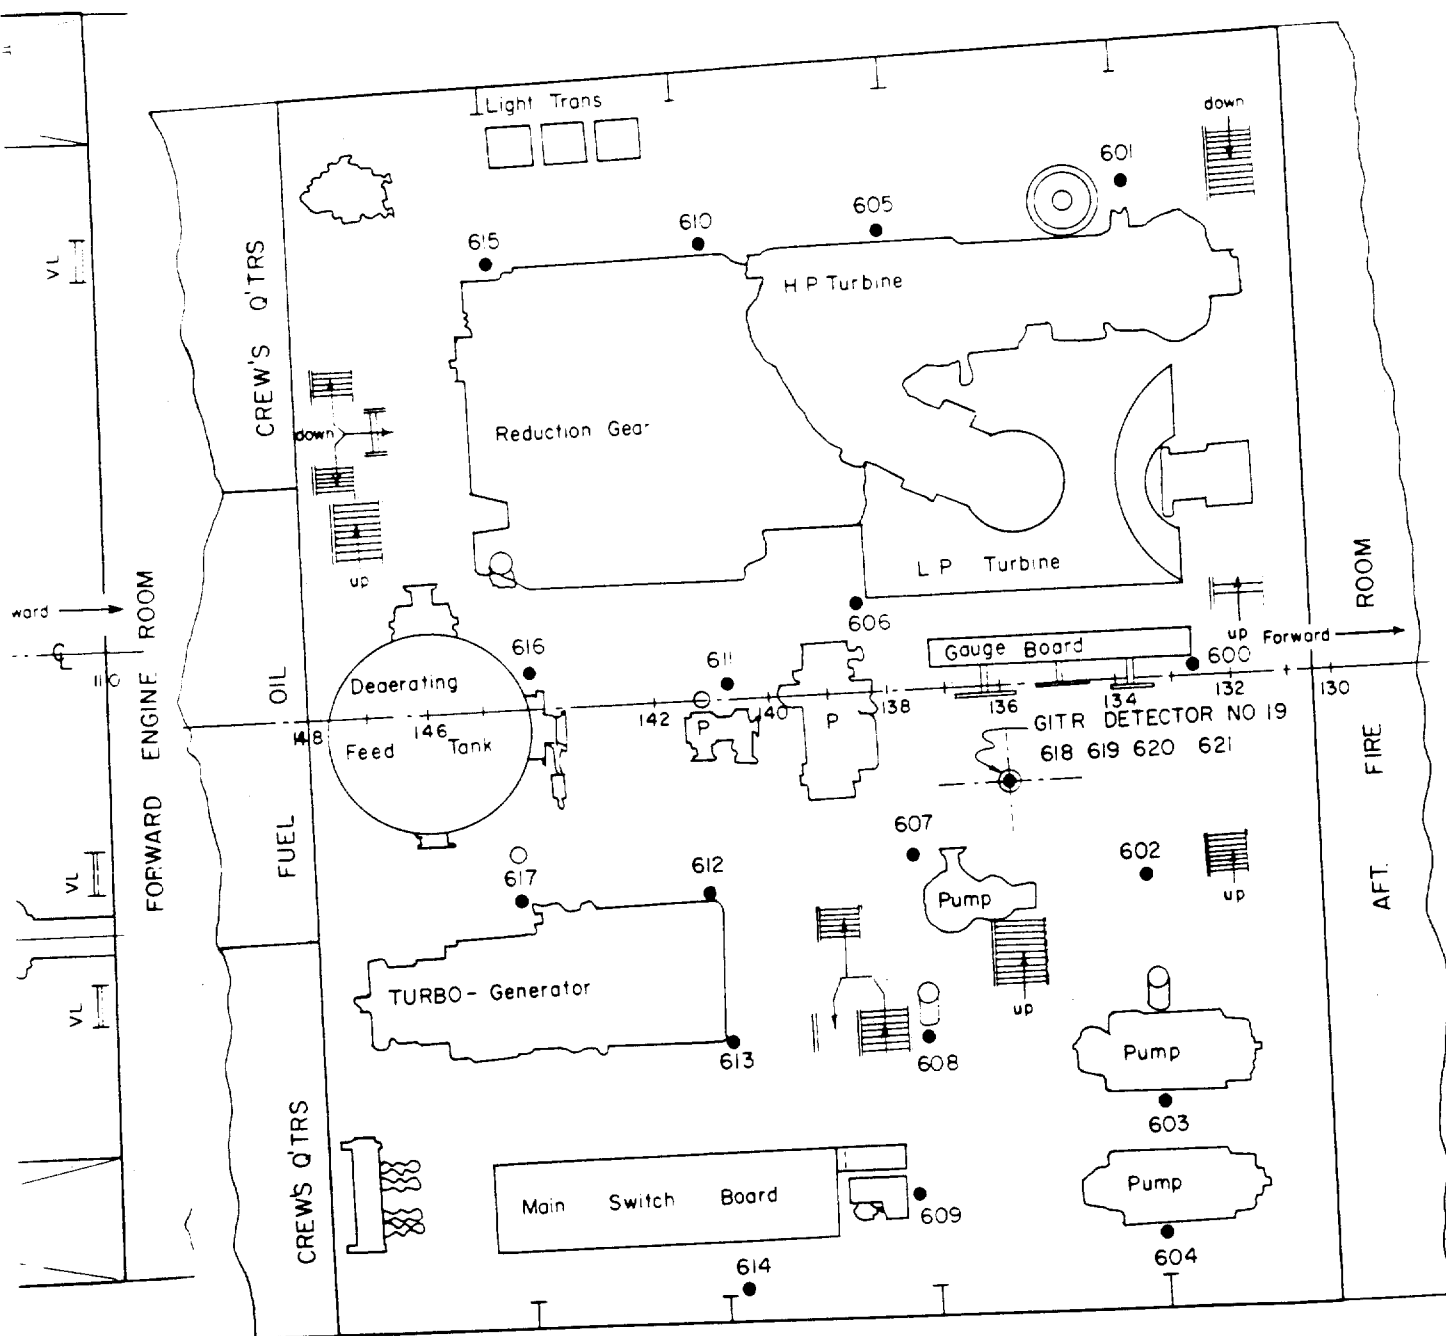 Light Trans
down
601
605
610
615
VL
CREW'S Q'TRS
H P Turbine
Reduction Gear
down
up
L P Turbine
ward
FORWARD ENGINE ROOM
℄
110
606
up
Forward
Gauge Board
600
616
611
Deaerating
Feed Tank
148
146
142
140
138
136
134
132
130
P
P
FUEL OIL
GITR DETECTOR NO 19
618 619 620 621
AFT. FIRE ROOM
607
602
up
612
617
Pump
up
VL
TURBO - Generator
VL
613
608
Pump
603
CREW'S Q'TRS
Main Switch Board
609
Pump
604
614